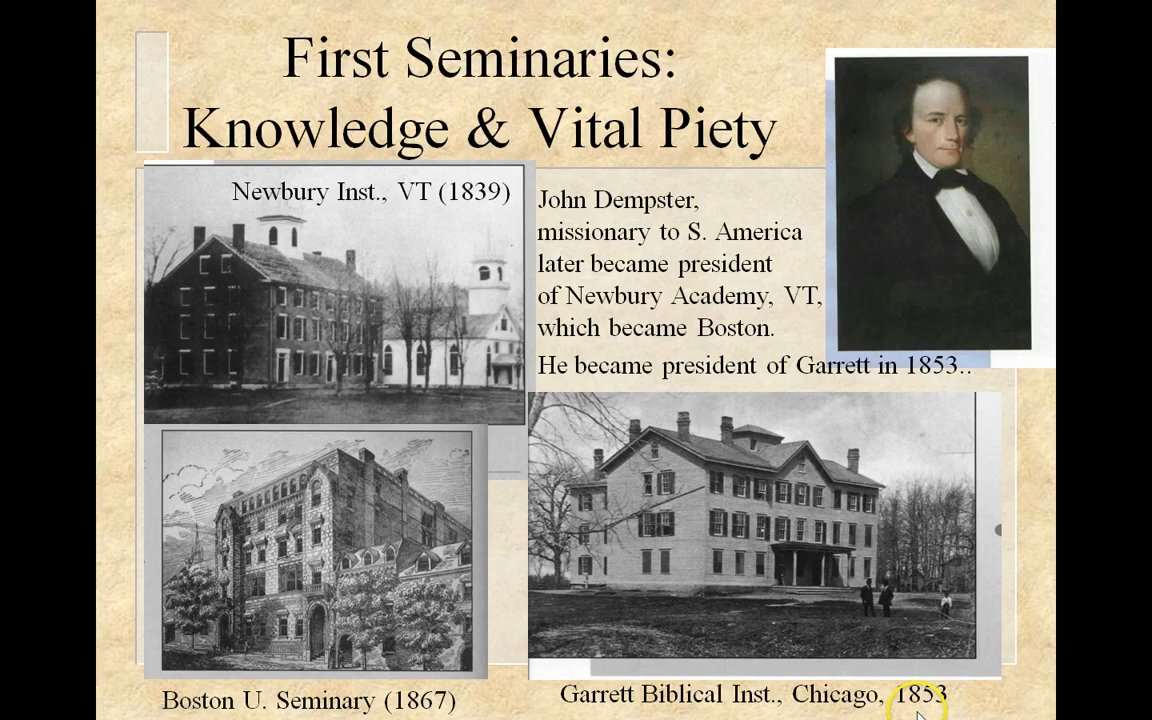 First Seminaries:
Knowledge & Vital Piety
Newbury Inst., VT (1839)
John Dempster,
missionary to S. America
later became president
of Newbury Academy, VT,
which became Boston.
He became president of Garrett in 1853..
Boston U. Seminary (1867)
Garrett Biblical Inst., Chicago, 1853